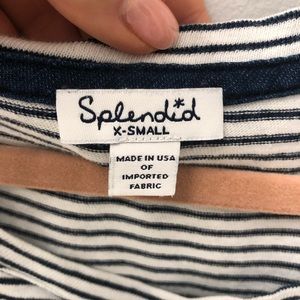 Splendid
X-SMALL
MADE IN USA
OF
IMPORTED
FABRIC